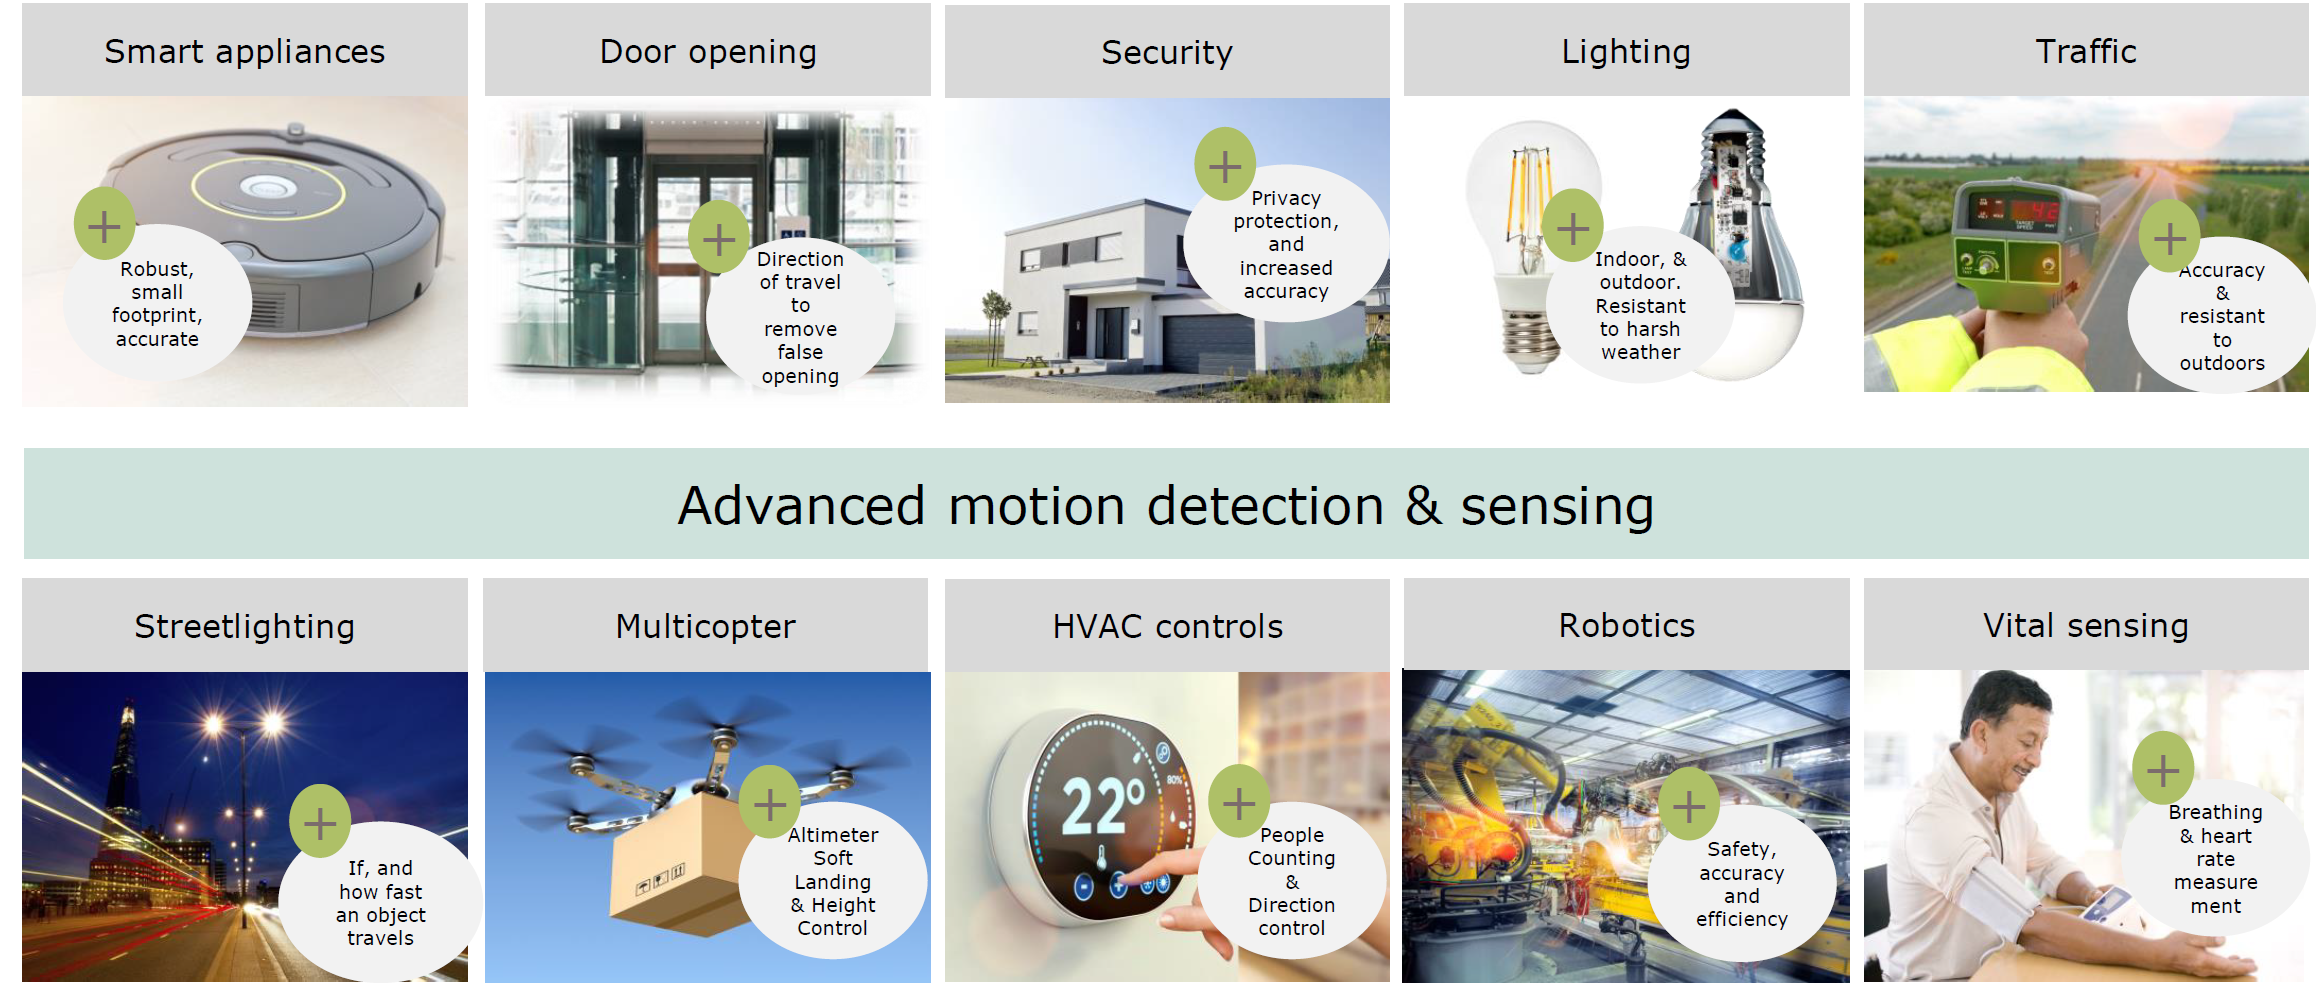 Smart appliances
Door opening
Security
Lighting
Traffic
Robust,
small
footprint,
accurate
Direction
of travel
to
remove
false
opening
Privacy
protection,
and
increased
accuracy
Indoor, &
outdoor.
Resistant
to harsh
weather
Accuracy
&
resistant
to
outdoors
Advanced motion detection & sensing
Streetlighting
Multicopter
HVAC controls
Robotics
Vital sensing
If, and
how fast
an object
travels
Altimeter
Soft
Landing
& Height
Control
22°
80%
People
Counting
&
Direction
control
Safety,
accuracy
and
efficiency
Breathing
& heart
rate
measure
ment